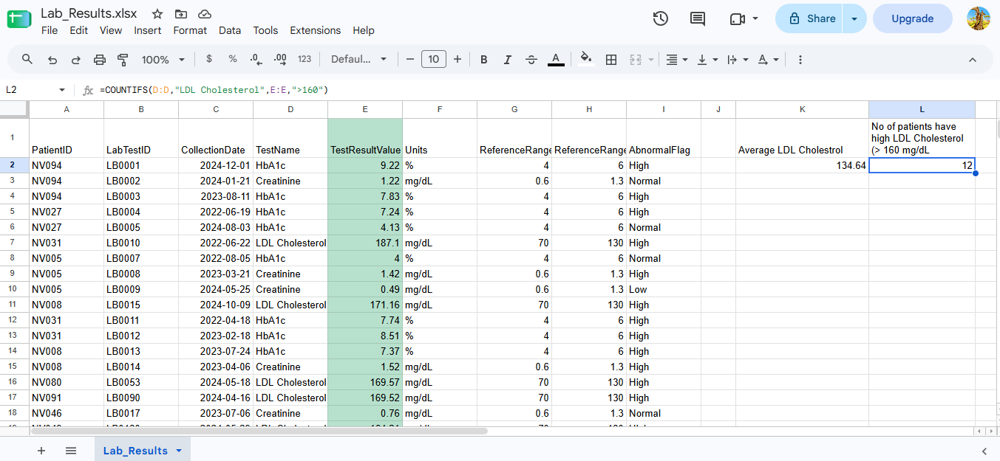 Lab_Results.xlsx
File Edit View Insert Format Data Tools Extensions Help
Share
Upgrade
100% $ % .0 .00 123 Defaul... 10 B I A A
L2 fx =COUNTIFS(D:D,"LDL Cholesterol",E:E,">160")
A B C D E F G H I J K L
1 PatientID LabTestID CollectionDate TestName TestResultValue Units ReferenceRange ReferenceRange AbnormalFlag Average LDL Cholestrol No of patients have
high LDL Cholesterol
(> 160 mg/dL
2 NV094 LB0001 2024-12-01 HbA1c 9.22 % 4 6 High 134.64 12
3 NV094 LB0002 2024-01-21 Creatinine 1.22 mg/dL 0.6 1.3 Normal
4 NV094 LB0003 2023-08-11 HbA1c 7.83 % 4 6 High
5 NV027 LB0004 2022-06-19 HbA1c 7.24 % 4 6 High
6 NV027 LB0005 2024-08-03 HbA1c 4.13 % 4 6 Normal
7 NV031 LB0010 2022-06-22 LDL Cholesterol 187.1 mg/dL 70 130 High
8 NV005 LB0007 2022-08-05 HbA1c 4 % 4 6 Normal
9 NV005 LB0008 2023-03-21 Creatinine 1.42 mg/dL 0.6 1.3 High
10 NV005 LB0009 2024-05-25 Creatinine 0.49 mg/dL 0.6 1.3 Low
11 NV008 LB0015 2024-10-09 LDL Cholesterol 171.16 mg/dL 70 130 High
12 NV031 LB0011 2022-04-18 HbA1c 7.74 % 4 6 High
13 NV031 LB0012 2023-02-18 HbA1c 8.51 % 4 6 High
14 NV008 LB0013 2023-07-24 HbA1c 7.37 % 4 6 High
15 NV008 LB0014 2023-04-06 Creatinine 1.52 mg/dL 0.6 1.3 High
16 NV080 LB0053 2024-05-18 LDL Cholesterol 169.57 mg/dL 70 130 High
17 NV091 LB0090 2024-04-16 LDL Cholesterol 169.52 mg/dL 70 130 High
18 NV046 LB0017 2023-07-06 Creatinine 0.76 mg/dL 0.6 1.3 Normal
Lab_Results